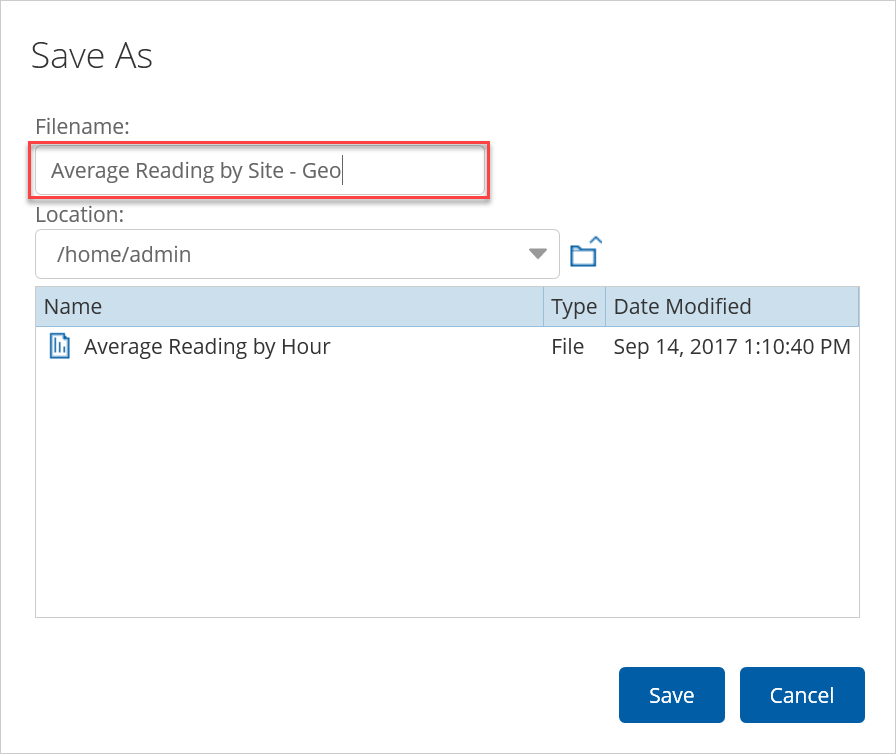 Save As
Filename:
Average Reading by Site - Geo
Location:
/home/admin
Name Type Date Modified
Average Reading by Hour File Sep 14, 2017 1:10:40 PM
Save Cancel